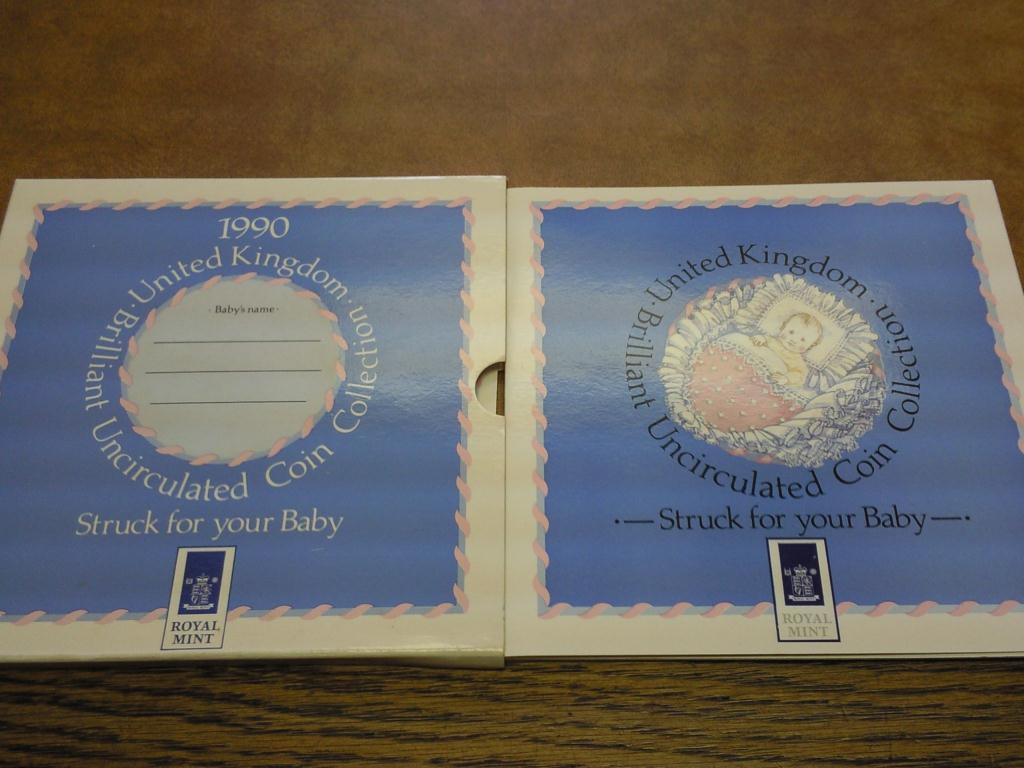 1990
· United Kingdom ·
Brilliant Uncirculated Coin Collection
· Baby's name ·
Struck for your Baby
ROYAL
MINT
· United Kingdom ·
Brilliant Uncirculated Coin Collection
·— Struck for your Baby —·
ROYAL
MINT